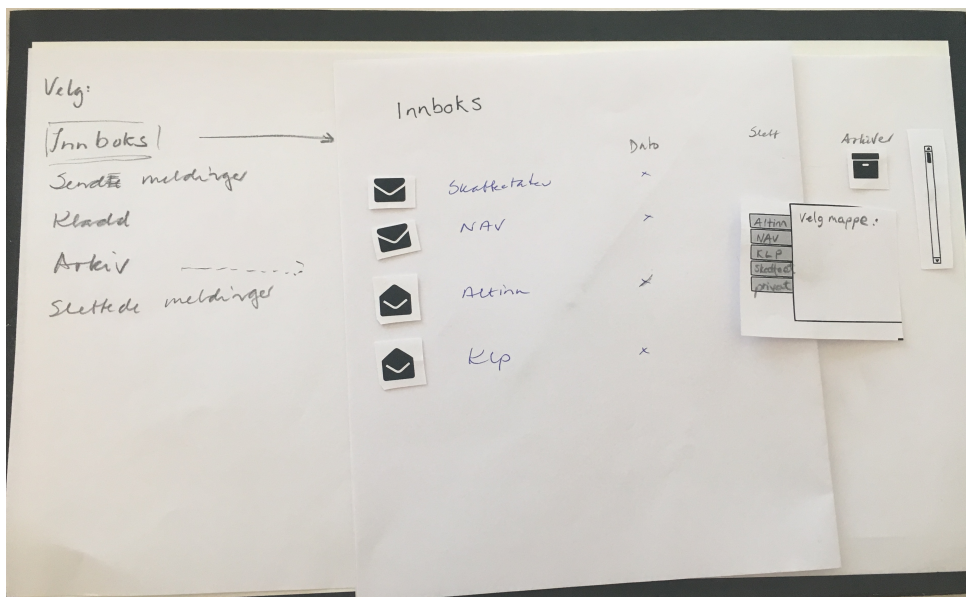 Velg:
Innboks
Sendte meldinger
Kladd
Arkiv
Slettede meldinger
Innboks
Dato
Slett
Arkiver
Skatteetaten
x
NAV
x
Altinn
x
Klp
x
Altinn
NAV
KLP
privat
Velg mappe: